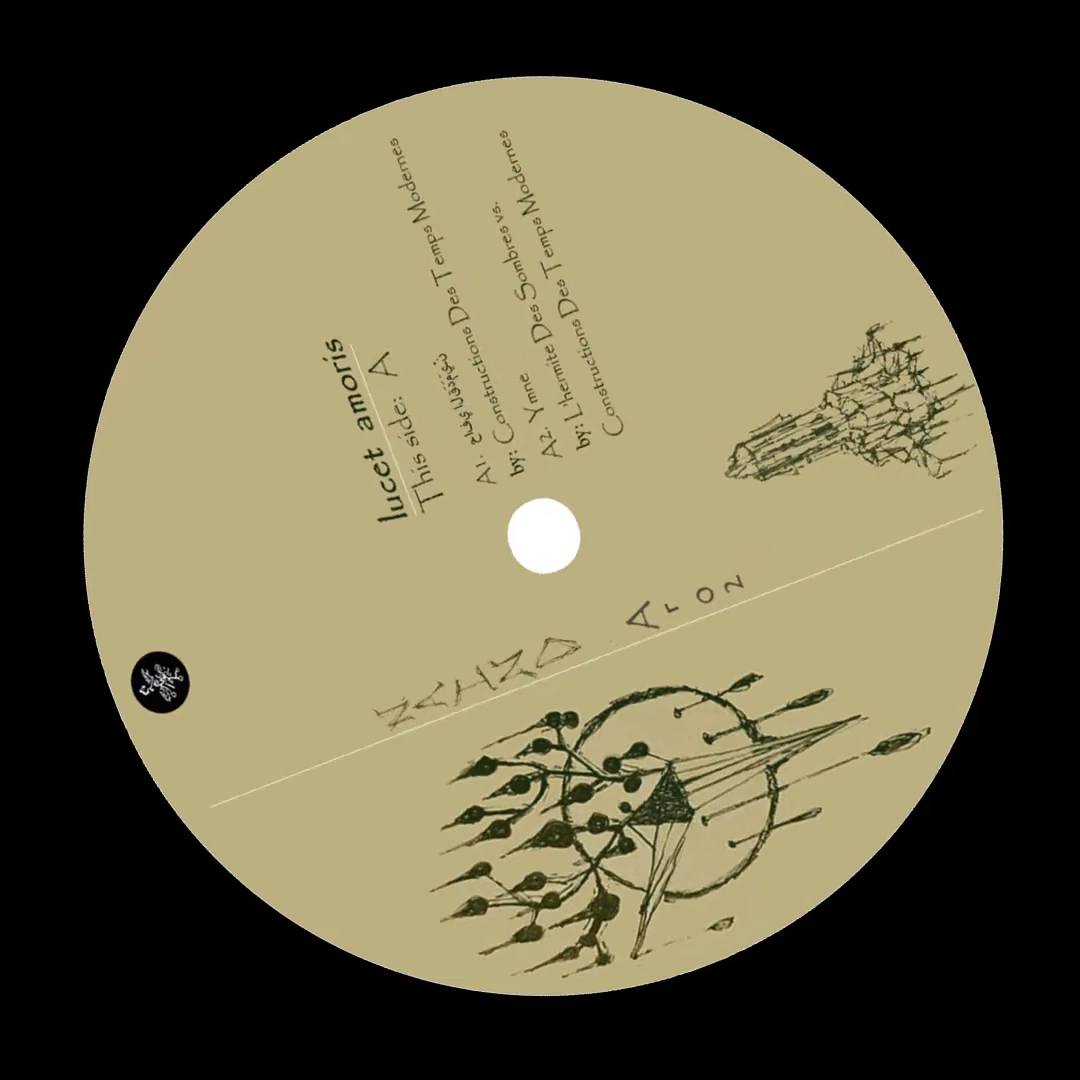 lucet amoris
This side: A
A1.
by: Constructions Des Temps Modernes
A2. Ymne
by: L'hermite Des Sombres vs.
Constructions Des Temps Modernes